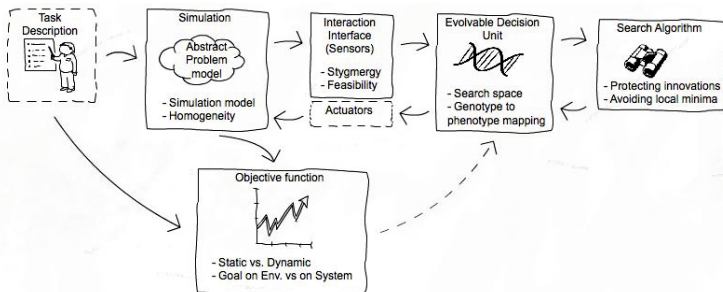 Task
Description
Simulation
Abstract
Problem
model
- Simulation model
- Homogeneity
Interaction
Interface
(Sensors)
- Stygmergy
- Feasibility
Actuators
Evolvable Decision
Unit
- Search space
- Genotype to
phenotype mapping
Search Algorithm
- Protecting innovations
- Avoiding local minima
Objective function
- Static vs. Dynamic
- Goal on Env. vs on System